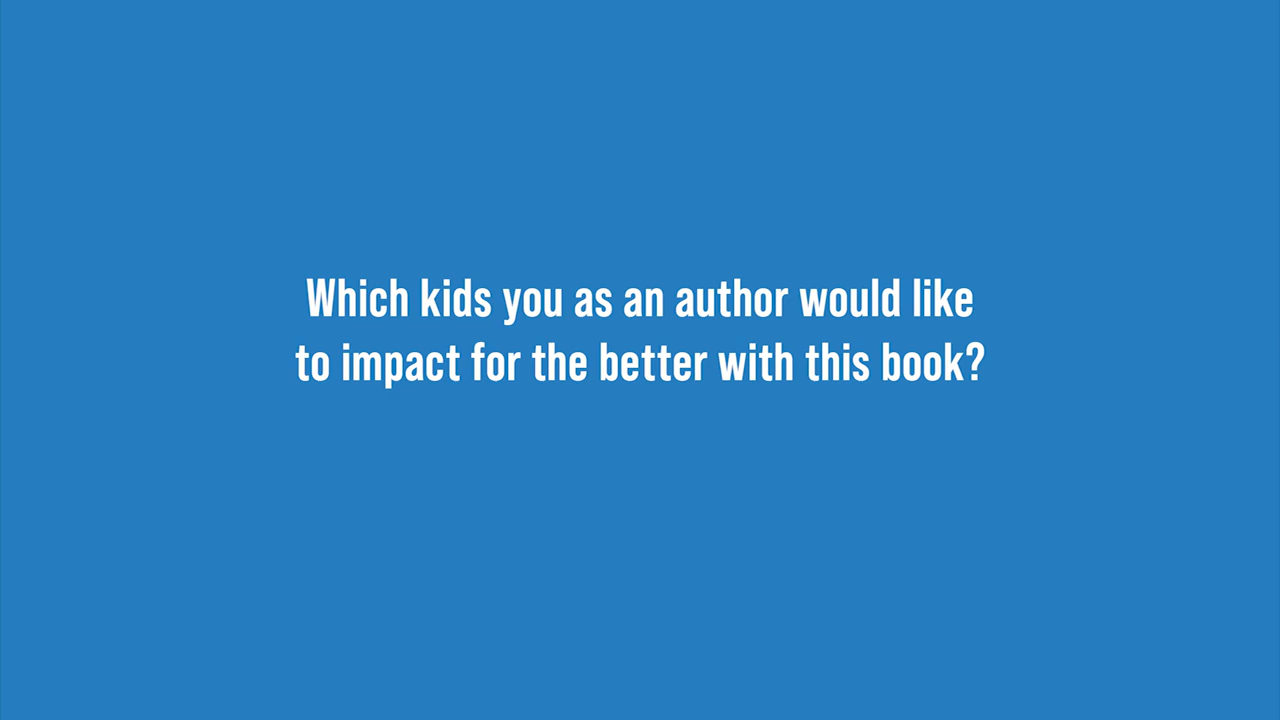 Which kids you as an author would like
to impact for the better with this book?